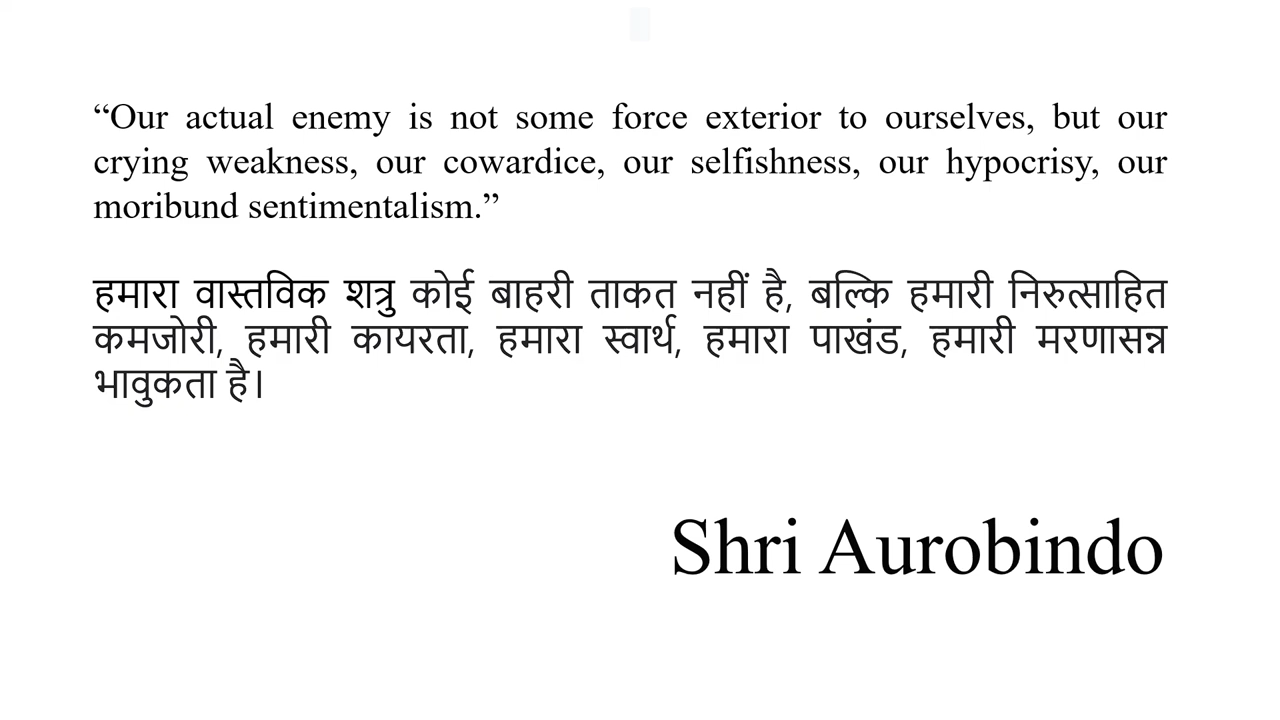 “Our actual enemy is not some force exterior to ourselves, but our
crying weakness, our cowardice, our selfishness, our hypocrisy, our
moribund sentimentalism.”
हमारा वास्तविक शत्रु कोई बाहरी ताकत नहीं है, बल्कि हमारी निरुत्साहित
कमजोरी, हमारी कायरता, हमारा स्वार्थ, हमारा पाखंड, हमारी मरणासन्न
भावुकता है।
Shri Aurobindo